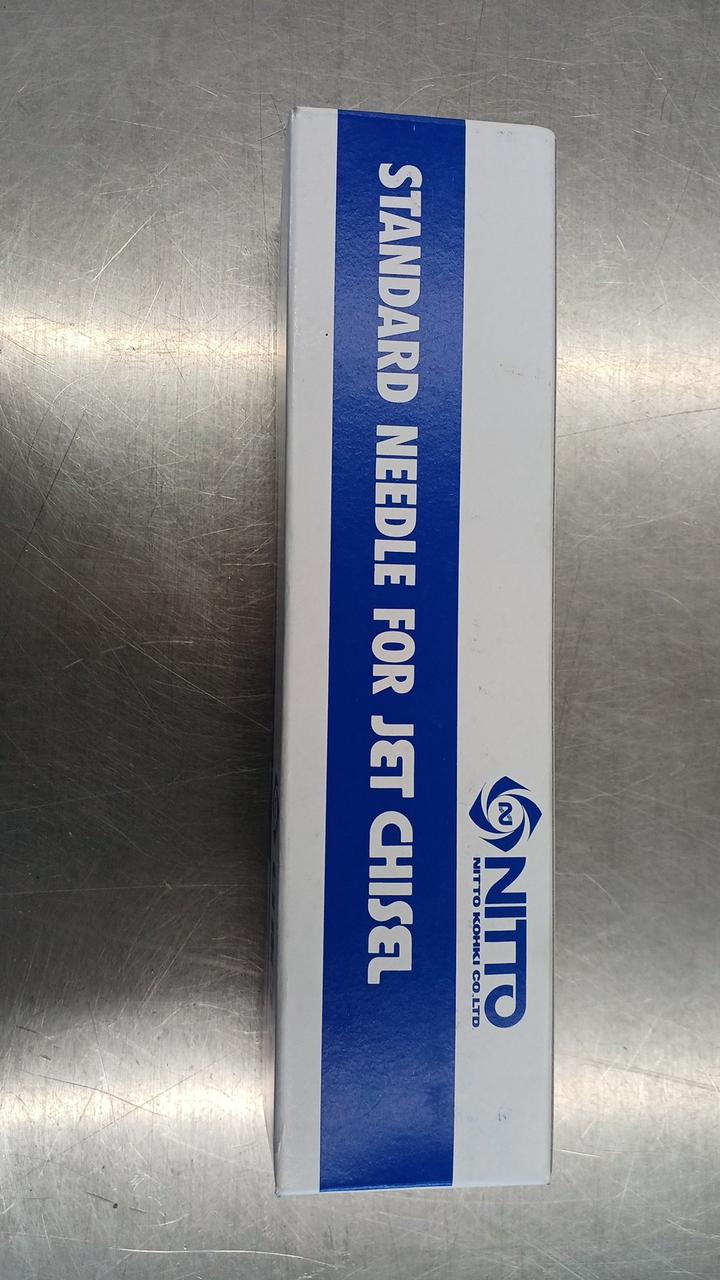 NITTO
NITTO KOHKI CO.LTD
STANDARD NEEDLE FOR JET CHISEL